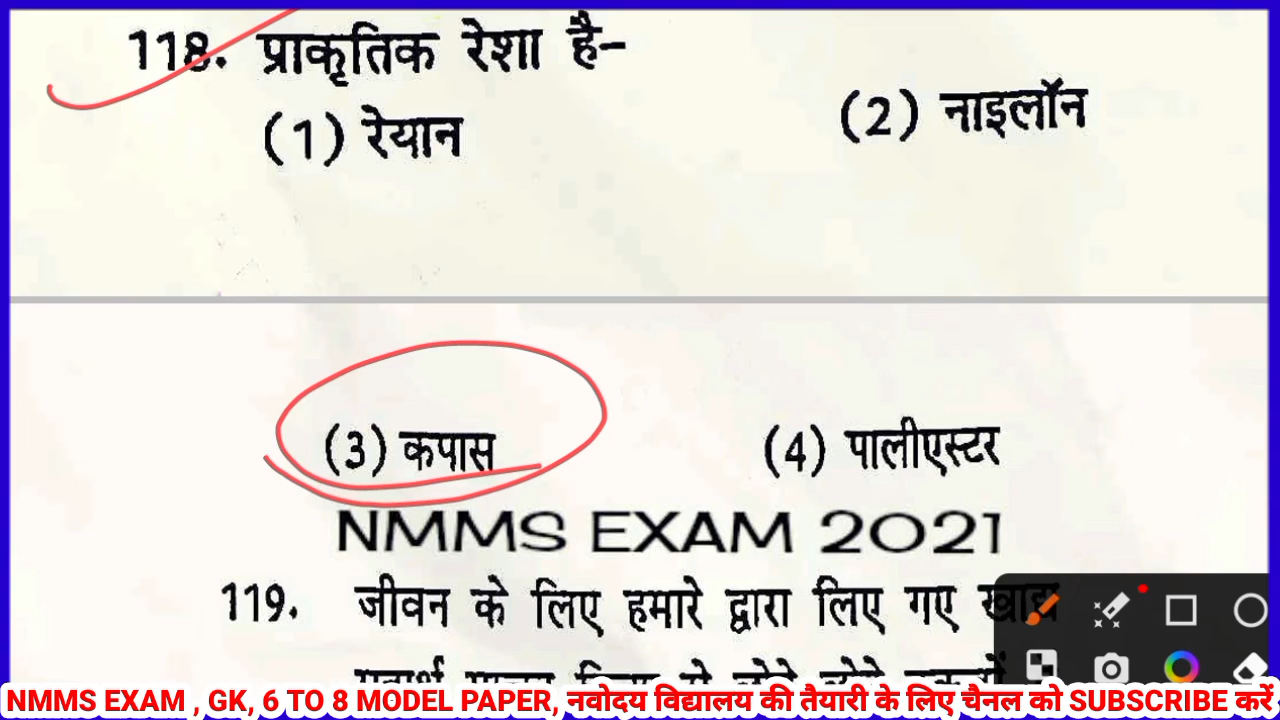 118. प्राकृतिक रेशा है–
(1) रेयान
(2) नाइलॉन
(3) कपास
(4) पालीएस्टर
NMMS EXAM 2021
119. जीवन के लिए हमारे द्वारा लिए गए खाद्य
NMMS EXAM , GK, 6 TO 8 MODEL PAPER, नवोदय विद्यालय की तैयारी के लिए चैनल को SUBSCRIBE करें